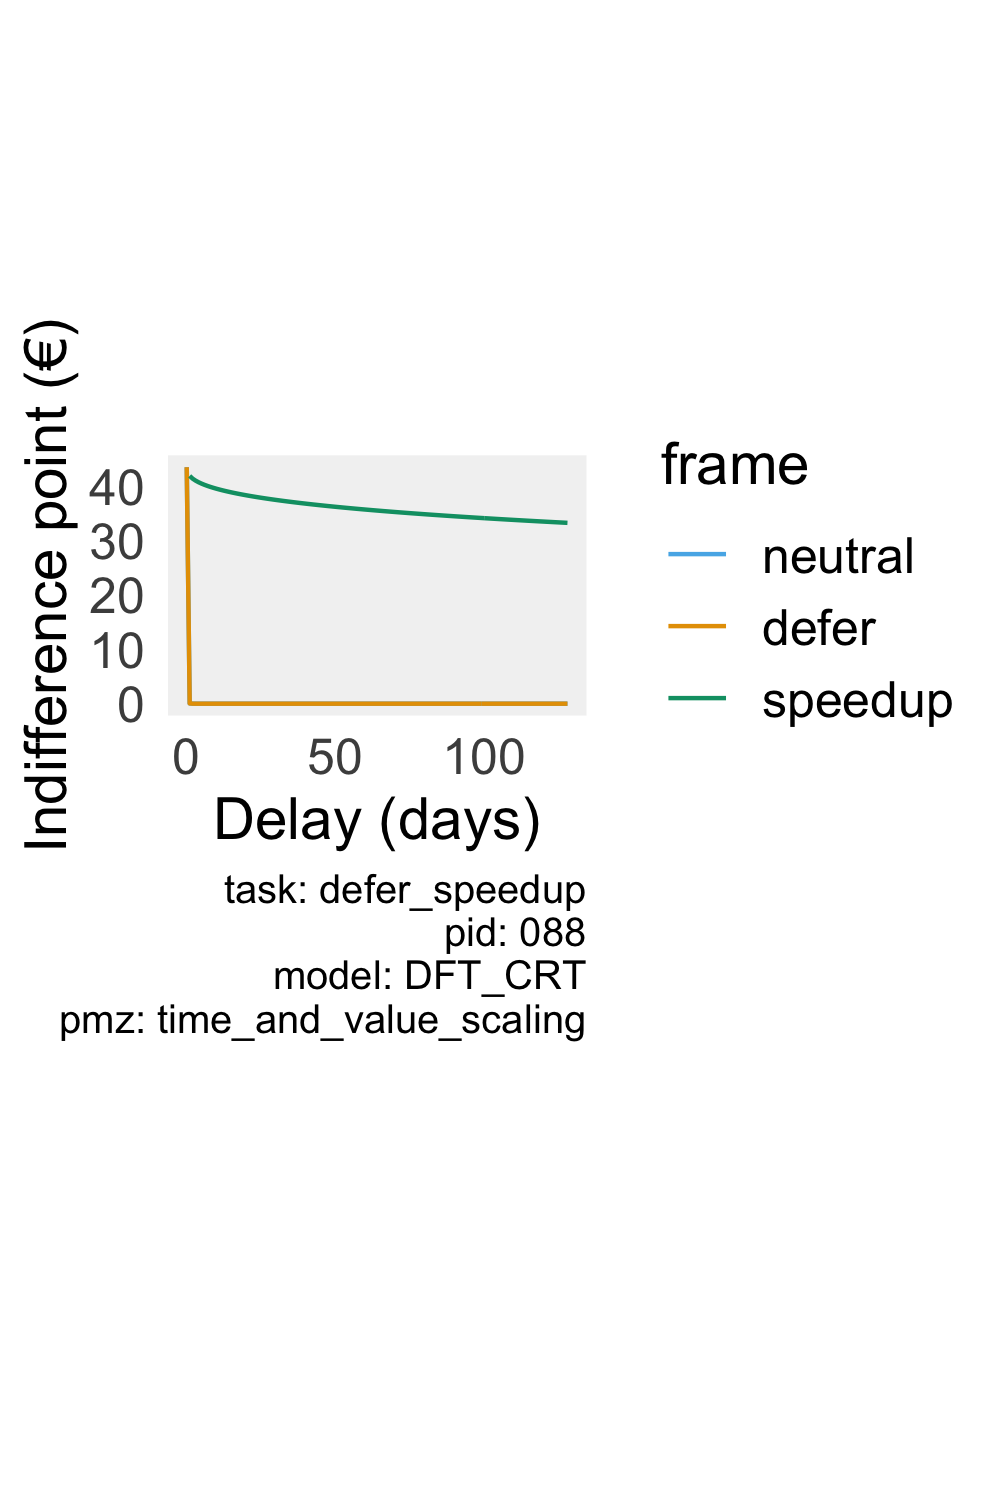 Indifference point (€)
40
30
20
10
0
0 50 100
Delay (days)
frame
neutral
defer
speedup
task: defer_speedup
pid: 088
model: DFT_CRT
pmz: time_and_value_scaling